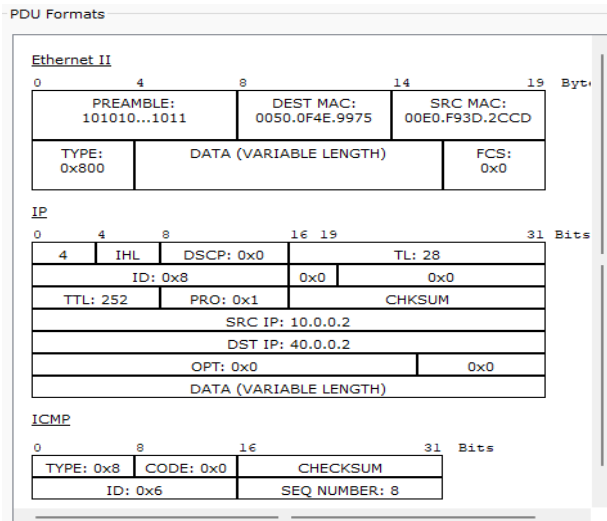 PDU Formats
Ethernet II
0 4 8 14 19 Byt
PREAMBLE: DEST MAC: SRC MAC:
101010...1011 0050.0F4E.9975 00E0.F93D.2CCD
TYPE: DATA (VARIABLE LENGTH) FCS:
0x800 0x0
IP
0 4 8 16 19 31 Bits
4 IHL DSCP: 0x0 TL: 28
ID: 0x8 0x0 0x0
TTL: 252 PRO: 0x1 CHKSUM
SRC IP: 10.0.0.2
DST IP: 40.0.0.2
OPT: 0x0 0x0
DATA (VARIABLE LENGTH)
ICMP
0 8 16 31 Bits
TYPE: 0x8 CODE: 0x0 CHECKSUM
ID: 0x6 SEQ NUMBER: 8